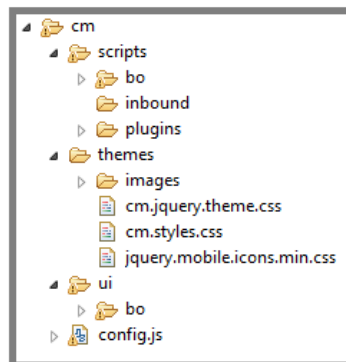 cm
scripts
bo
inbound
plugins
themes
images
cm.jquery.theme.css
cm.styles.css
jquery.mobile.icons.min.css
ui
bo
config.js